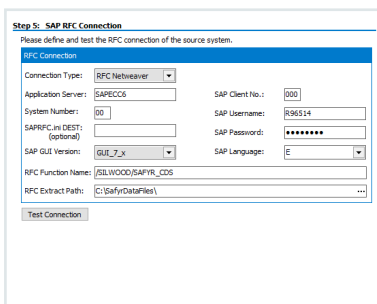 Step 5: SAP RFC Connection
Please define and test the RFC connection of the source system.
RFC Connection
Connection Type: RFC Netweaver
Application Server: SAPECC6 SAP Client No.: 000
System Number: 00 SAP Username: R96514
SAPRFC.ini DEST: (optional) SAP Password: ••••••••
SAP GUI Version: GUI_7_x SAP Language: E
RFC Function Name: /SILWOOD/SAFYR_CDS
RFC Extract Path: C:\SafyrDataFiles\ ...
Test Connection